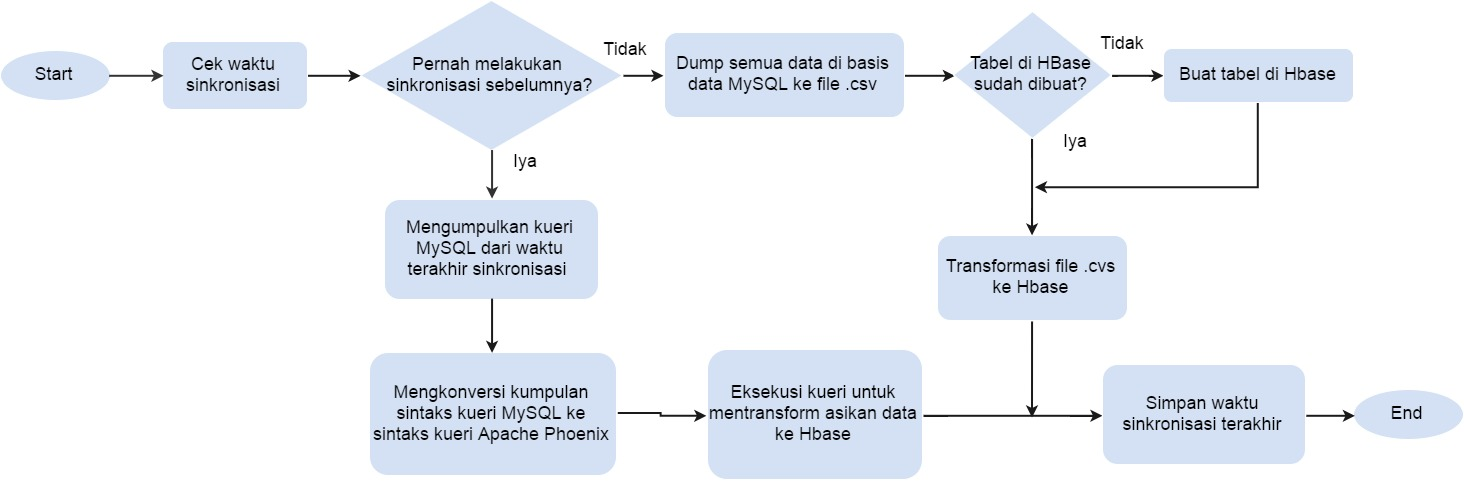 Start
Cek waktu
sinkronisasi
Pernah melakukan
sinkronisasi sebelumnya?
Tidak
Dump semua data di basis
data MySQL ke file .csv
Tabel di HBase
sudah dibuat?
Tidak
Buat tabel di Hbase
Iya
Iya
Mengumpulkan kueri
MySQL dari waktu
terakhir sinkronisasi
Transformasi file .cvs
ke Hbase
Mengkonversi kumpulan
sintaks kueri MySQL ke
sintaks kueri Apache Phoenix
Eksekusi kueri untuk
mentransform asikan data
ke Hbase
Simpan waktu
sinkronisasi terakhir
End